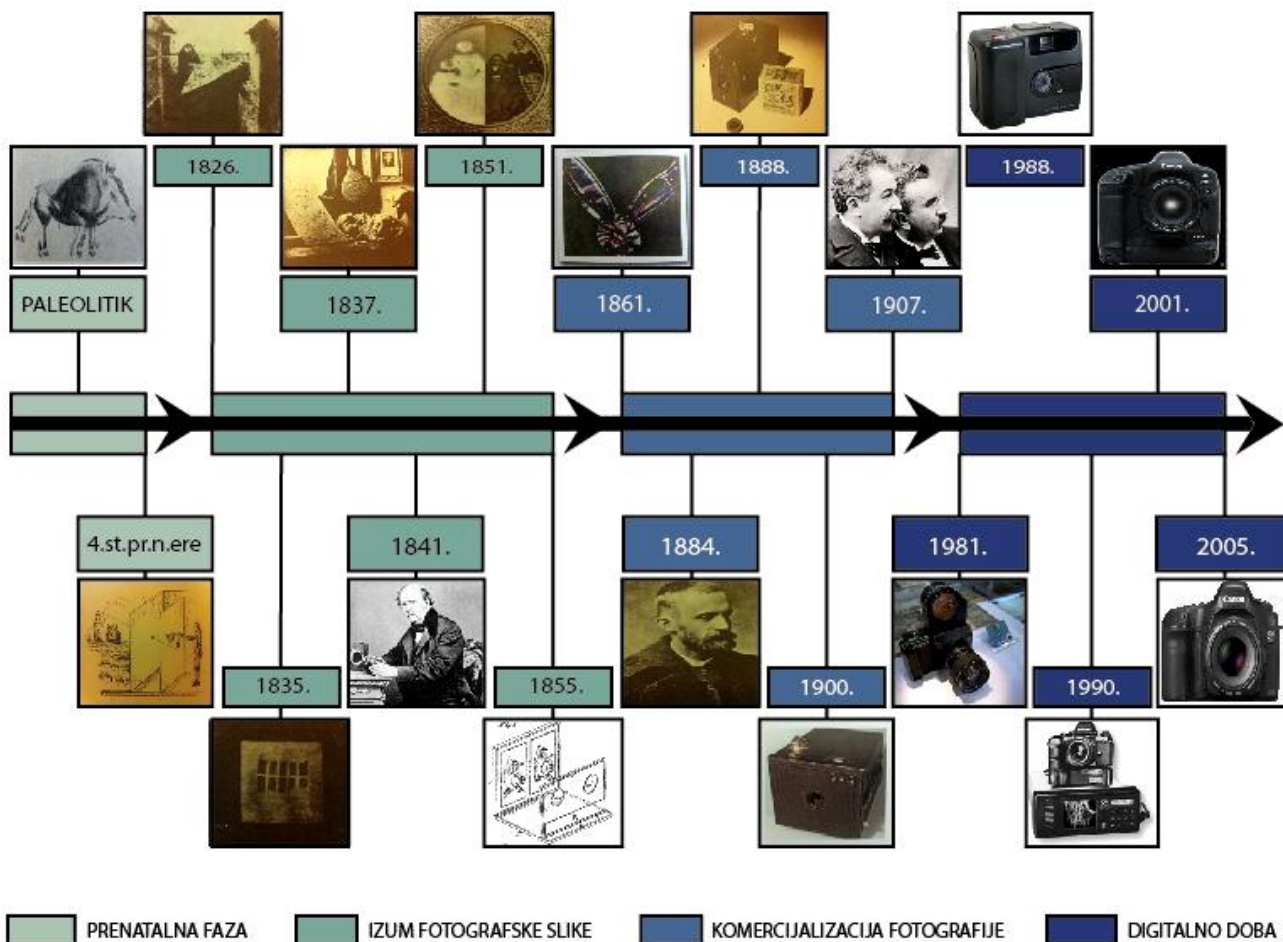 1826.
1851.
1888.
1988.
PALEOLITIK
1837.
1861.
1907.
2001.
4.st.pr.n.ere
1841.
1884.
1981.
2005.
1835.
1855.
1900.
1990.
PRENATALNA FAZA
IZUM FOTOGRAFSKE SLIKE
KOMERCIJALIZACIJA FOTOGRAFIJE
DIGITALNO DOBA